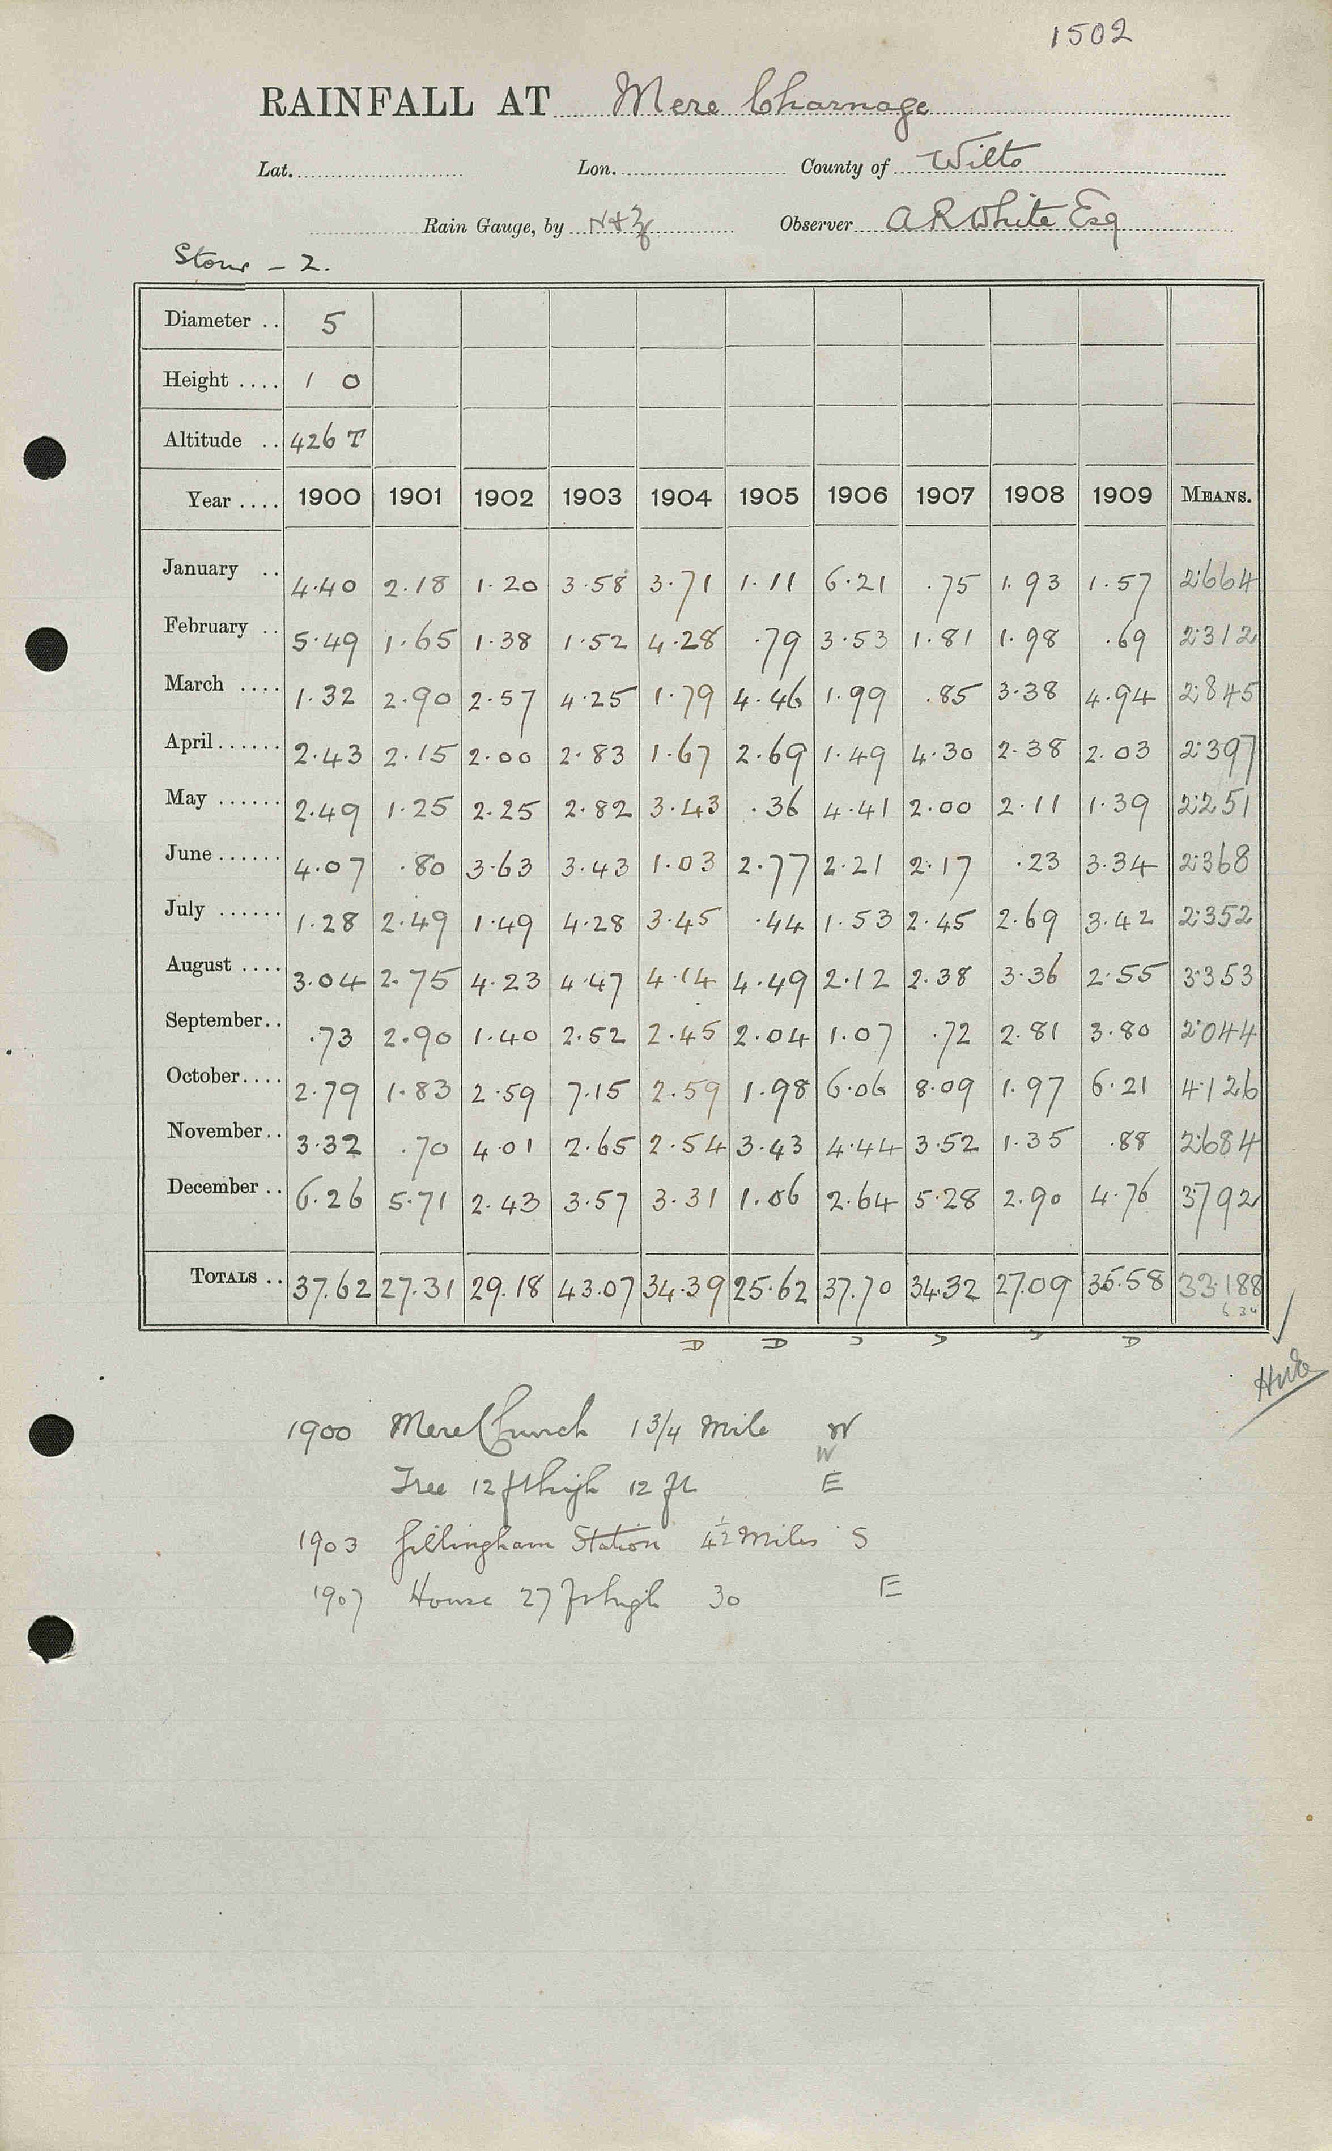 1502
RAINFALL AT Mere Charnage
Lat. Lon. County of Wilts
Rain Gauge, by N+Z Observer A R White Esq
Stour - 2.
Diameter .. 5
Height .... 1 0
Altitude .. 426 T
Year .... 1900 1901 1902 1903 1904 1905 1906 1907 1908 1909 MEANS.
January .. 4.40 2.18 1.20 3.58 3.71 1.11 6.21 .75 1.93 1.57 2.664
February .. 5.49 1.65 1.38 1.52 4.28 .79 3.53 1.81 1.98 .69 2.312
March .... 1.32 2.90 2.57 4.25 1.79 4.46 1.99 .85 3.38 4.94 2.845
April...... 2.43 2.15 2.00 2.83 1.67 2.69 1.49 4.30 2.38 2.03 2.397
May ...... 2.49 1.25 2.25 2.82 3.43 .36 4.41 2.00 2.11 1.39 2.251
June...... 4.07 .80 3.63 3.43 1.03 2.77 2.21 2.17 .23 3.34 2.368
July ...... 1.28 2.49 1.49 4.28 3.45 .44 1.53 2.45 2.69 3.42 2.352
August .... 3.04 2.75 4.23 4.47 4.14 4.49 2.12 2.38 3.36 2.55 3.353
September.. .73 2.90 1.40 2.52 2.45 2.04 1.07 .72 2.81 3.80 2.044
October.... 2.79 1.83 2.59 7.15 2.59 1.98 6.06 8.09 1.97 6.21 4.126
November.. 3.32 .70 4.01 2.65 2.54 3.43 4.44 3.52 1.35 .88 2.684
December .. 6.26 5.71 2.43 3.57 3.31 1.06 2.64 5.28 2.90 4.76 3.792
TOTALS .. 37.62 27.31 29.18 43.07 34.39 25.62 37.70 34.32 27.09 35.58 33.188
D D D D D D
1900 Mere Church 1 3/4 Mile W
W
Tree 12 ft high 12 ft E
1903 Gillingham Station 4½ Miles S
1907 House 27 ft high 30 E